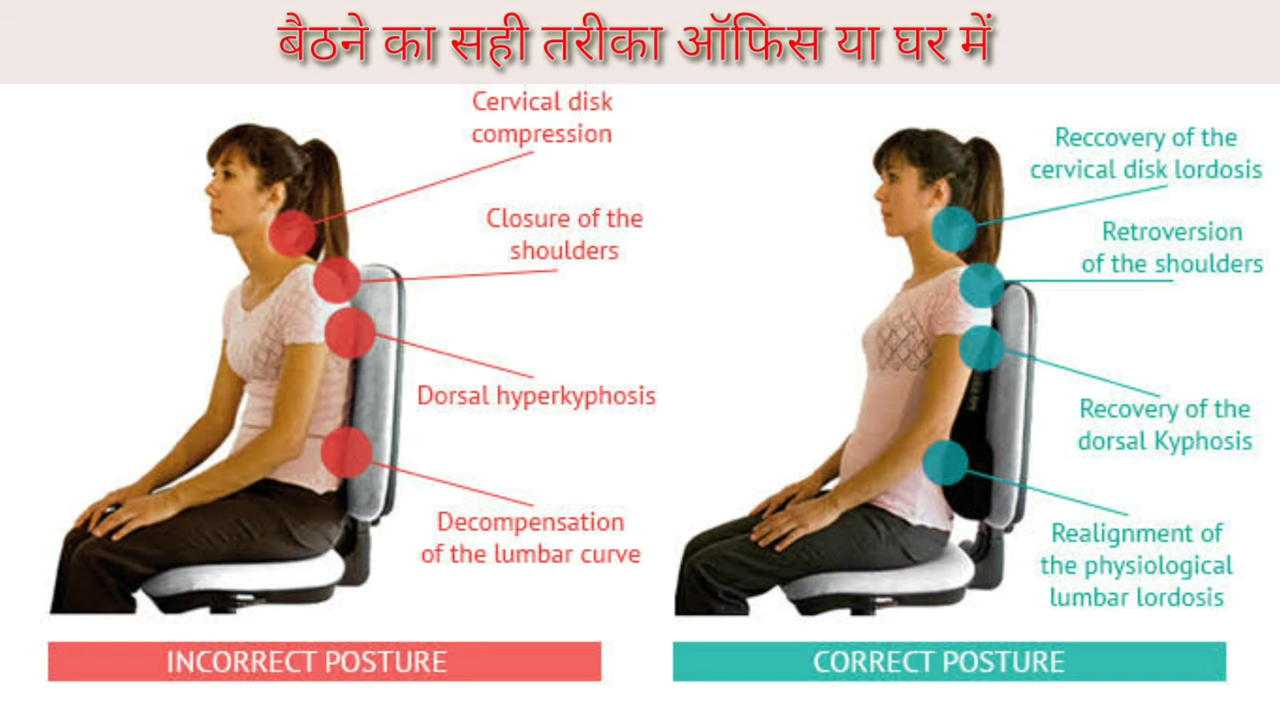 बैठने का सही तरीका ऑफिस या घर में
Cervical disk
compression
Closure of the
shoulders
Dorsal hyperkyphosis
Decompensation
of the lumbar curve
INCORRECT POSTURE
Reccovery of the
cervical disk lordosis
Retroversion
of the shoulders
Recovery of the
dorsal Kyphosis
Realignment of
the physiological
lumbar lordosis
CORRECT POSTURE